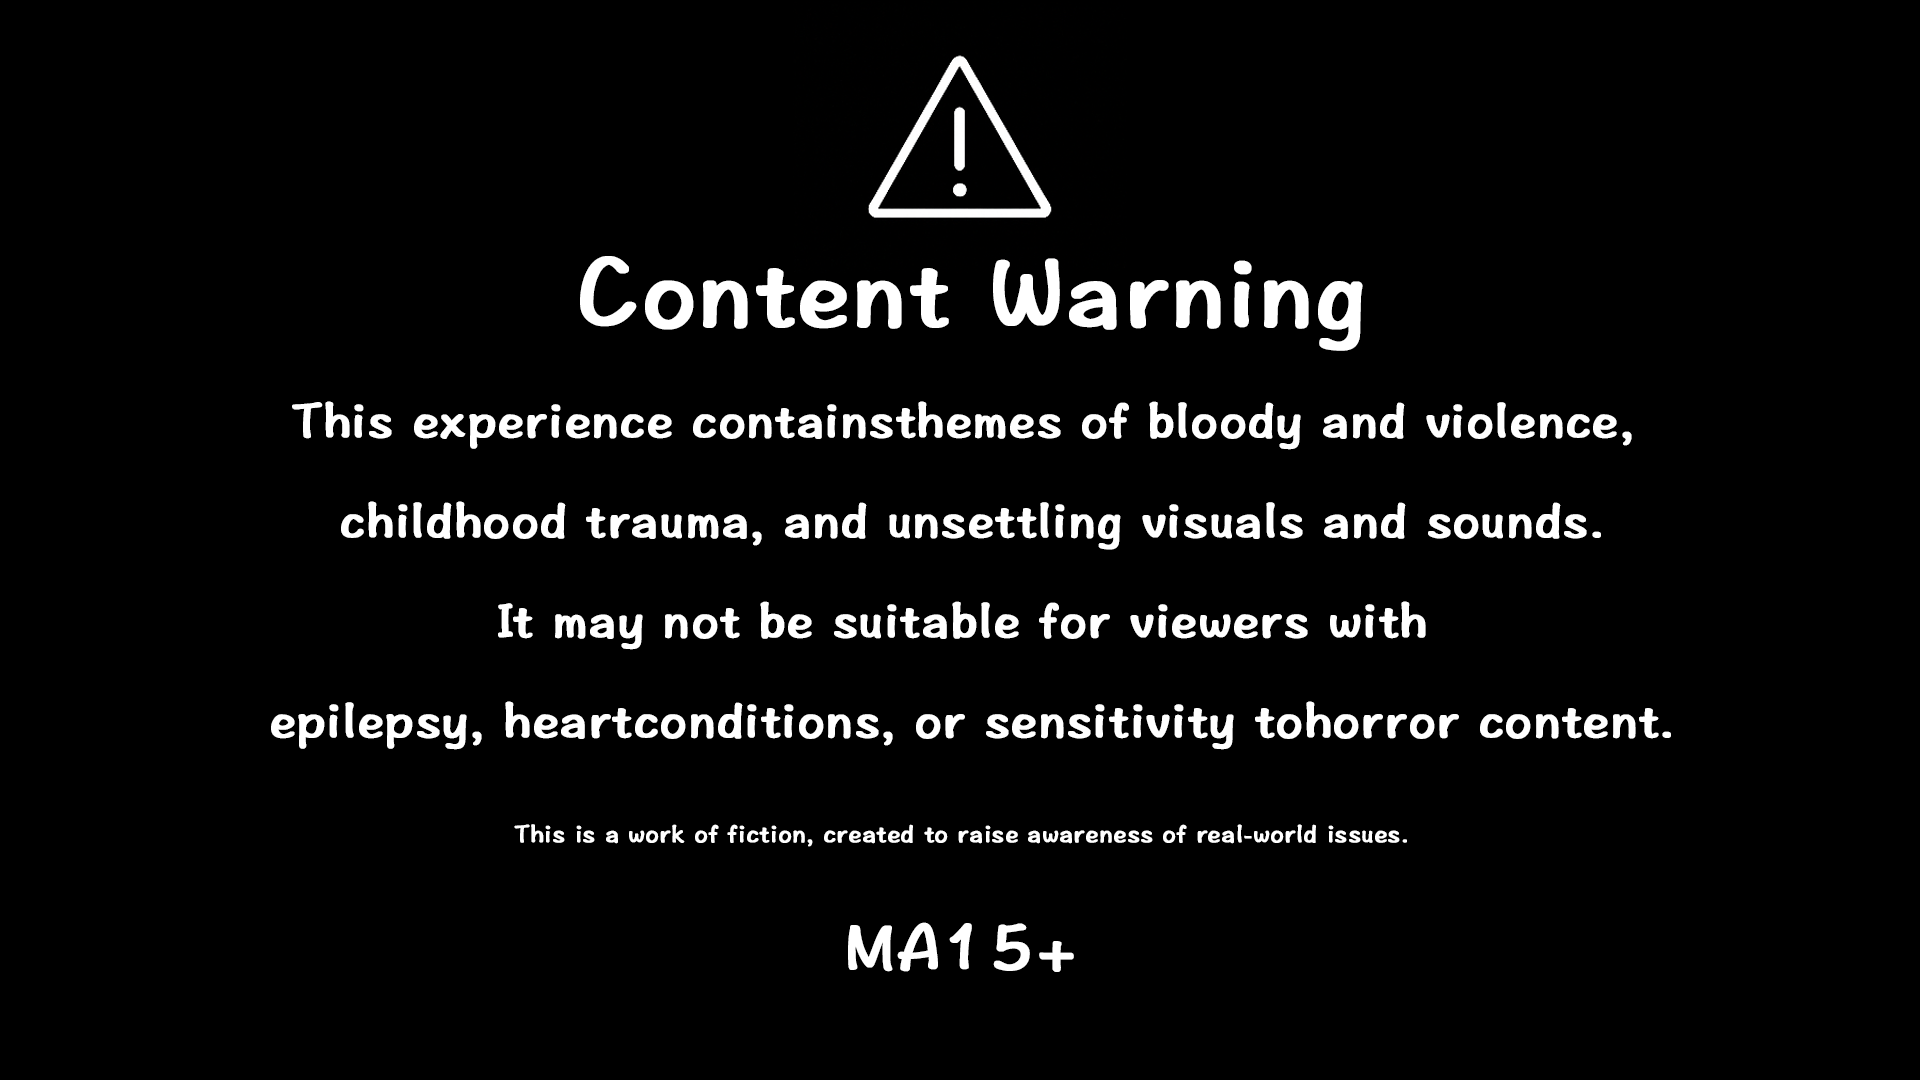 Content Warning
This experience containsthemes of bloody and violence,
childhood trauma, and unsettling visuals and sounds.
It may not be suitable for viewers with
epilepsy, heartconditions, or sensitivity tohorror content.
This is a work of fiction, created to raise awareness of real-world issues.
MA15+